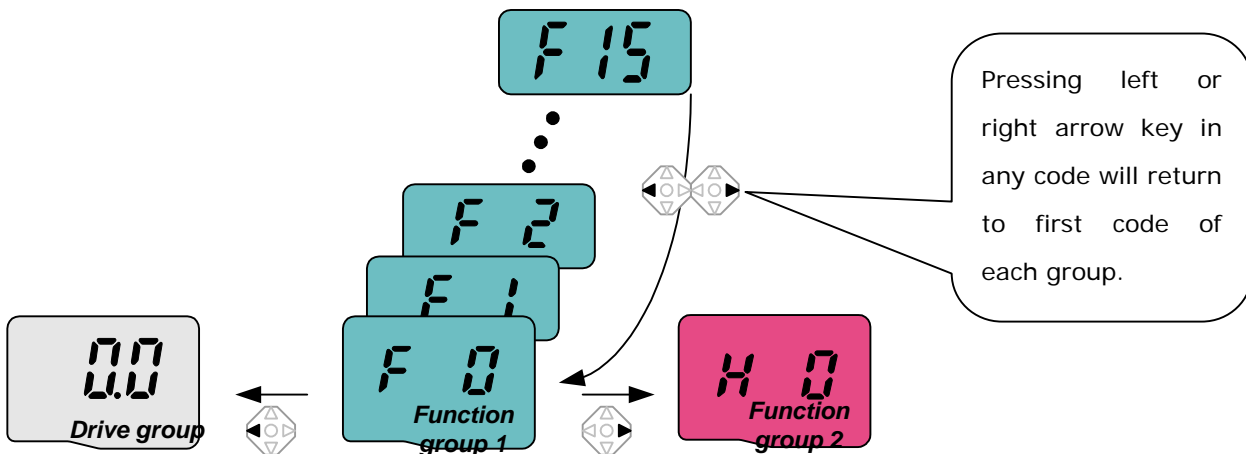 F 15
Pressing left or
right arrow key in
any code will return
to first code of
each group.
F 2
F 1
0.0
Drive group
F 0
Function
group 1
H 0
Function
group 2